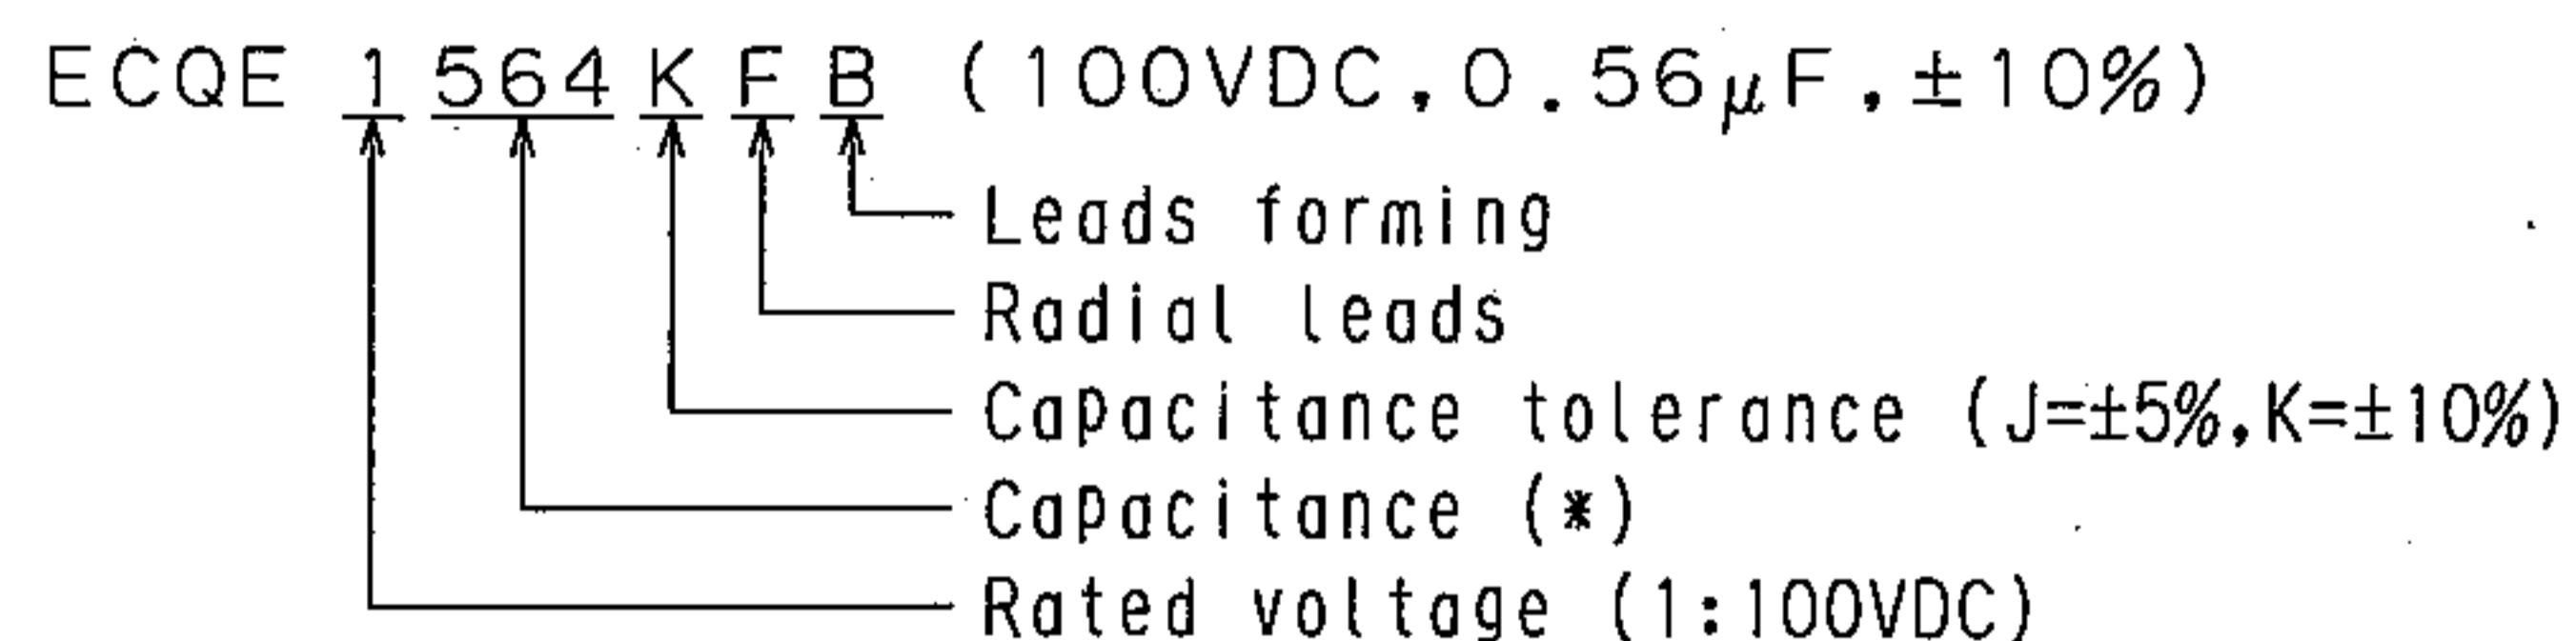 ECQE 1 564 K F B (100VDC,0.56μF,±10%)
Leads forming
Radial leads
Capacitance tolerance (J=±5%,K=±10%)
Capacitance (*)
Rated voltage (1:100VDC)